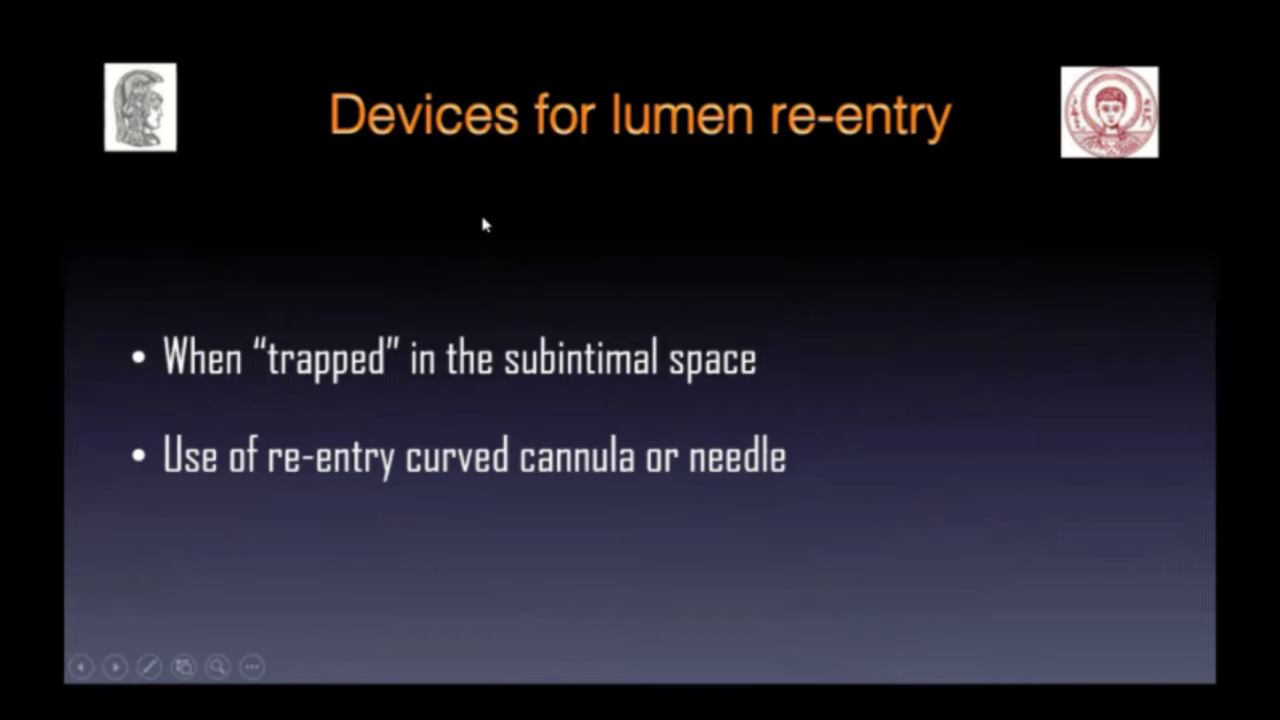 Devices for lumen re-entry
• When “trapped” in the subintimal space
• Use of re-entry curved cannula or needle